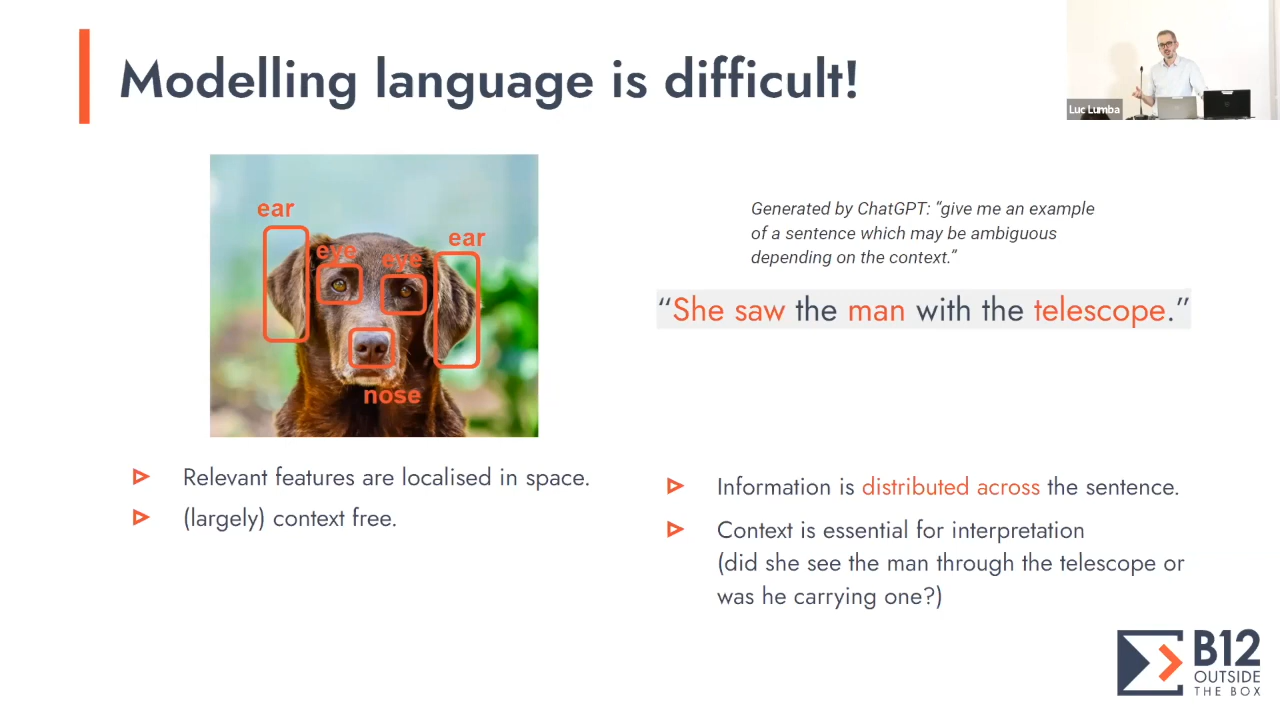 Modelling language is difficult!
Luc Lumba
ear
ear
eye
eye
nose
Relevant features are localised in space.
(largely) context free.
Generated by ChatGPT: “give me an example
of a sentence which may be ambiguous
depending on the context.”
“She saw the man with the telescope.”
Information is distributed across the sentence.
Context is essential for interpretation
(did she see the man through the telescope or
was he carrying one?)
B12
OUTSIDE
THE BOX